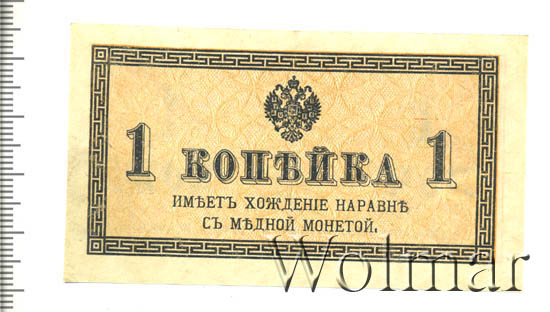 1 КОПѢЙКА 1
ИМѢЕТЪ ХОЖДЕНІЕ НАРАВНѢ
СЪ МѢДНОЙ МОНЕТОЙ.
Wolmar